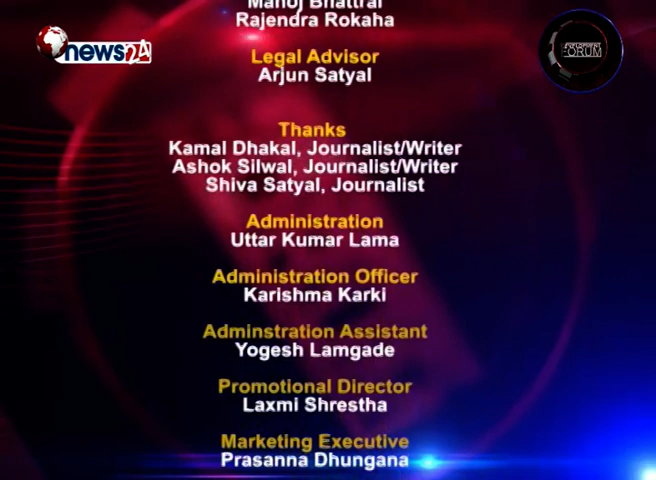 Manoj Bhattrai
Rajendra Rokaha
news24
FORUM
Legal Advisor
Arjun Satyal
Thanks
Kamal Dhakal, Journalist/Writer
Ashok Silwal, Journalist/Writer
Shiva Satyal, Journalist
Administration
Uttar Kumar Lama
Administration Officer
Karishma Karki
Adminstration Assistant
Yogesh Lamgade
Promotional Director
Laxmi Shrestha
Marketing Executive
Prasanna Dhungana